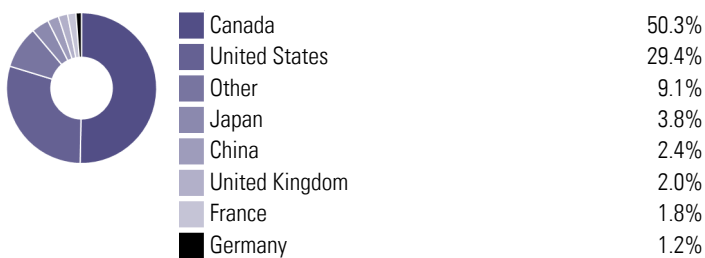 Canada 50.3%
United States 29.4%
Other 9.1%
Japan 3.8%
China 2.4%
United Kingdom 2.0%
France 1.8%
Germany 1.2%